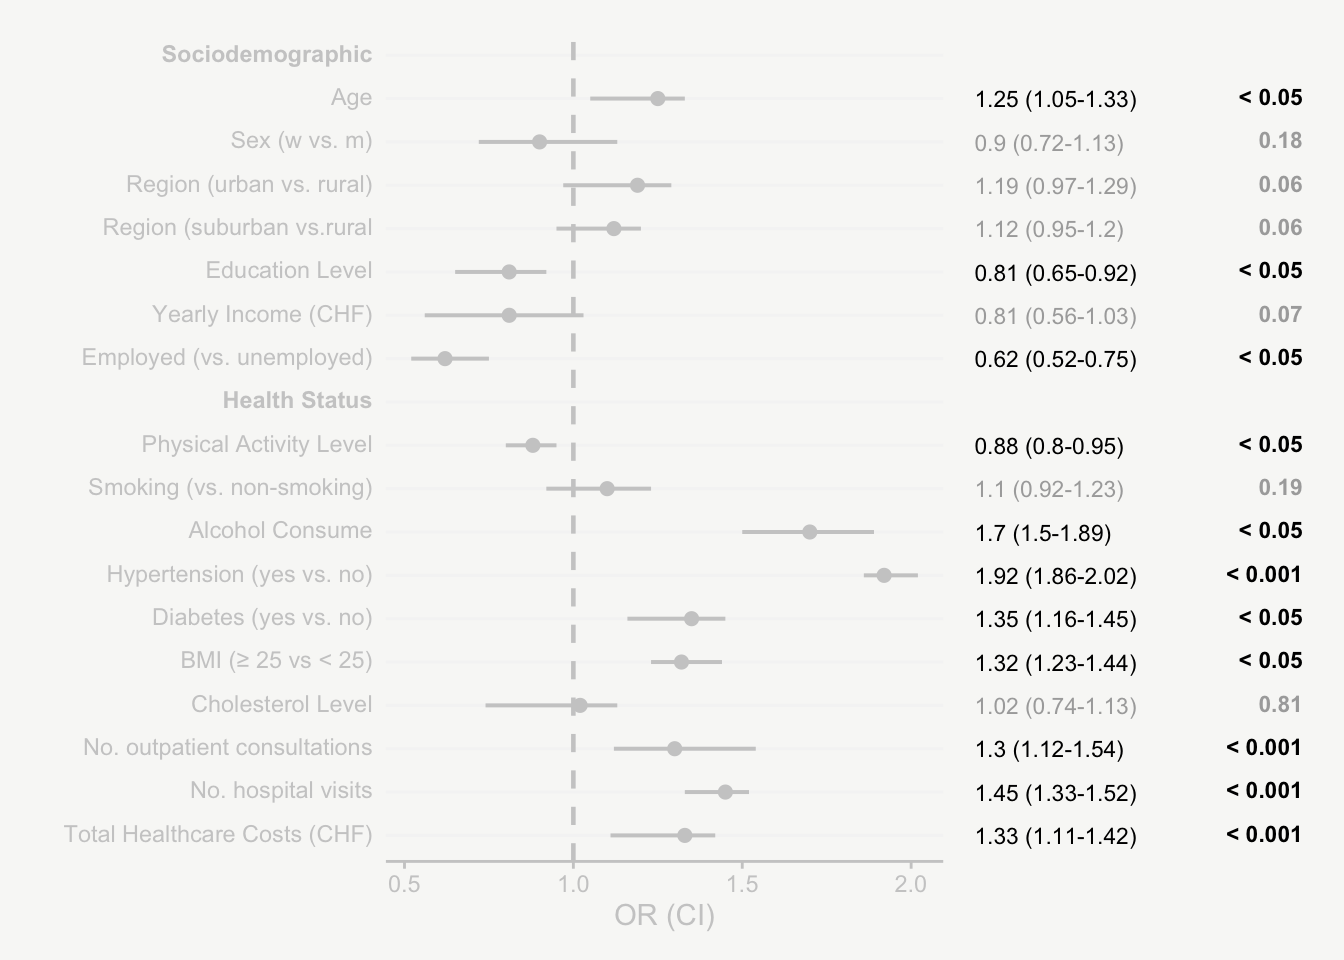 Sociodemographic
Age 1.25 (1.05-1.33) < 0.05
Sex (w vs. m) 0.9 (0.72-1.13) 0.18
Region (urban vs. rural) 1.19 (0.97-1.29) 0.06
Region (suburban vs.rural 1.12 (0.95-1.2) 0.06
Education Level 0.81 (0.65-0.92) < 0.05
Yearly Income (CHF) 0.81 (0.56-1.03) 0.07
Employed (vs. unemployed) 0.62 (0.52-0.75) < 0.05
Health Status
Physical Activity Level 0.88 (0.8-0.95) < 0.05
Smoking (vs. non-smoking) 1.1 (0.92-1.23) 0.19
Alcohol Consume 1.7 (1.5-1.89) < 0.05
Hypertension (yes vs. no) 1.92 (1.86-2.02) < 0.001
Diabetes (yes vs. no) 1.35 (1.16-1.45) < 0.05
BMI (≥ 25 vs < 25) 1.32 (1.23-1.44) < 0.05
Cholesterol Level 1.02 (0.74-1.13) 0.81
No. outpatient consultations 1.3 (1.12-1.54) < 0.001
No. hospital visits 1.45 (1.33-1.52) < 0.001
Total Healthcare Costs (CHF) 1.33 (1.11-1.42) < 0.001
0.5 1.0 1.5 2.0
OR (CI)